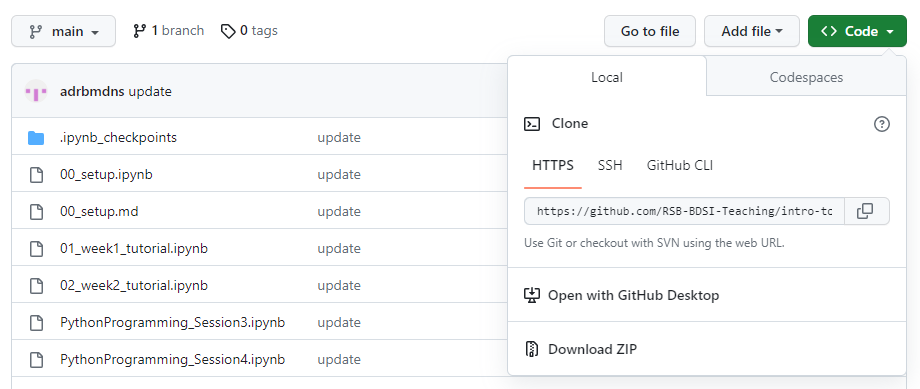 main 1 branch 0 tags Go to file Add file <> Code
adrbmdns update
.ipynb_checkpoints update
00_setup.ipynb update
00_setup.md update
01_week1_tutorial.ipynb update
02_week2_tutorial.ipynb update
PythonProgramming_Session3.ipynb update
PythonProgramming_Session4.ipynb update
Local Codespaces
Clone
HTTPS SSH GitHub CLI
https://github.com/RSB-BDSI-Teaching/intro-to
Use Git or checkout with SVN using the web URL.
Open with GitHub Desktop
Download ZIP